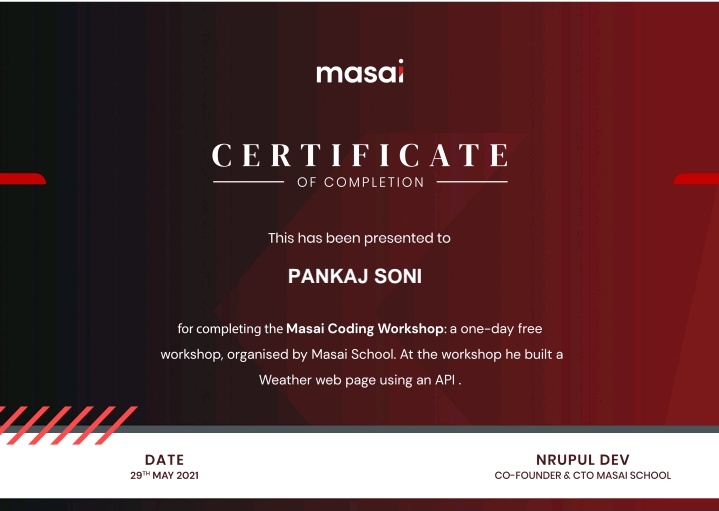 masai
CERTIFICATE
OF COMPLETION
This has been presented to
PANKAJ SONI
for completing the Masai Coding Workshop: a one-day free
workshop, organised by Masai School. At the workshop he built a
Weather web page using an API .
DATE
29TH MAY 2021
NRUPUL DEV
CO-FOUNDER & CTO MASAI SCHOOL